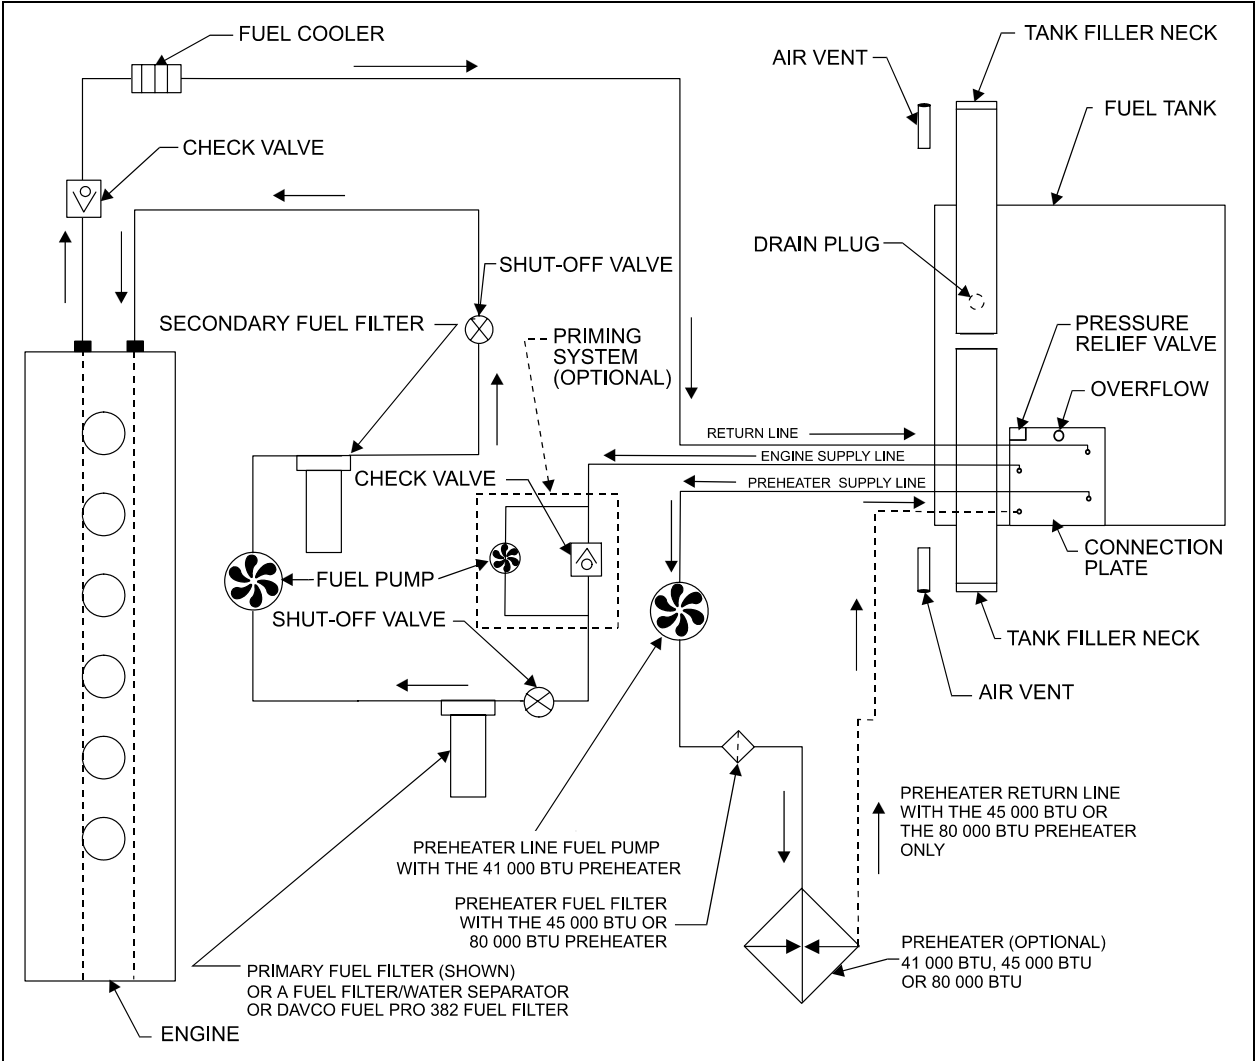 FUEL COOLER
TANK FILLER NECK
AIR VENT
FUEL TANK
CHECK VALVE
DRAIN PLUG
SHUT-OFF VALVE
SECONDARY FUEL FILTER
PRIMING
SYSTEM
(OPTIONAL)
PRESSURE
RELIEF VALVE
OVERFLOW
RETURN LINE
ENGINE SUPPLY LINE
CHECK VALVE
PREHEATER SUPPLY LINE
CONNECTION
PLATE
FUEL PUMP
SHUT-OFF VALVE
TANK FILLER NECK
AIR VENT
PREHEATER RETURN LINE
WITH THE 45 000 BTU OR
THE 80 000 BTU PREHEATER
ONLY
PREHEATER LINE FUEL PUMP
WITH THE 41 000 BTU PREHEATER
PREHEATER FUEL FILTER
WITH THE 45 000 BTU OR
80 000 BTU PREHEATER
PREHEATER (OPTIONAL)
41 000 BTU, 45 000 BTU
OR 80 000 BTU
PRIMARY FUEL FILTER (SHOWN)
OR A FUEL FILTER/WATER SEPARATOR
OR DAVCO FUEL PRO 382 FUEL FILTER
ENGINE